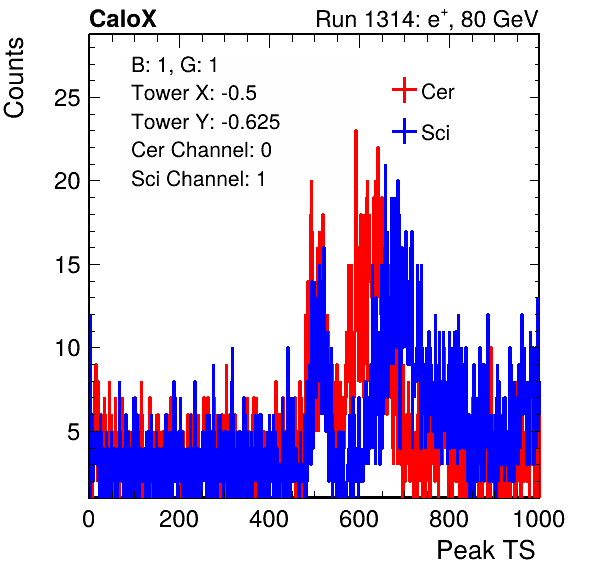 CaloX
Run 1314: e+, 80 GeV
Counts
B: 1, G: 1
Tower X: -0.5
Tower Y: -0.625
Cer Channel: 0
Sci Channel: 1
Cer
Sci
25
20
15
10
5
0 200 400 600 800 1000
Peak TS